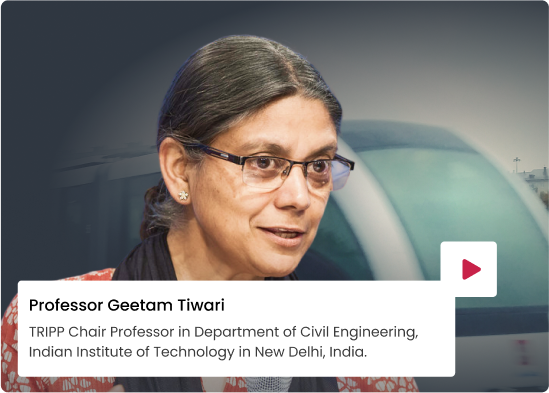 Professor Geetam Tiwari
TRIPP Chair Professor in Department of Civil Engineering,
Indian Institute of Technology in New Delhi, India.